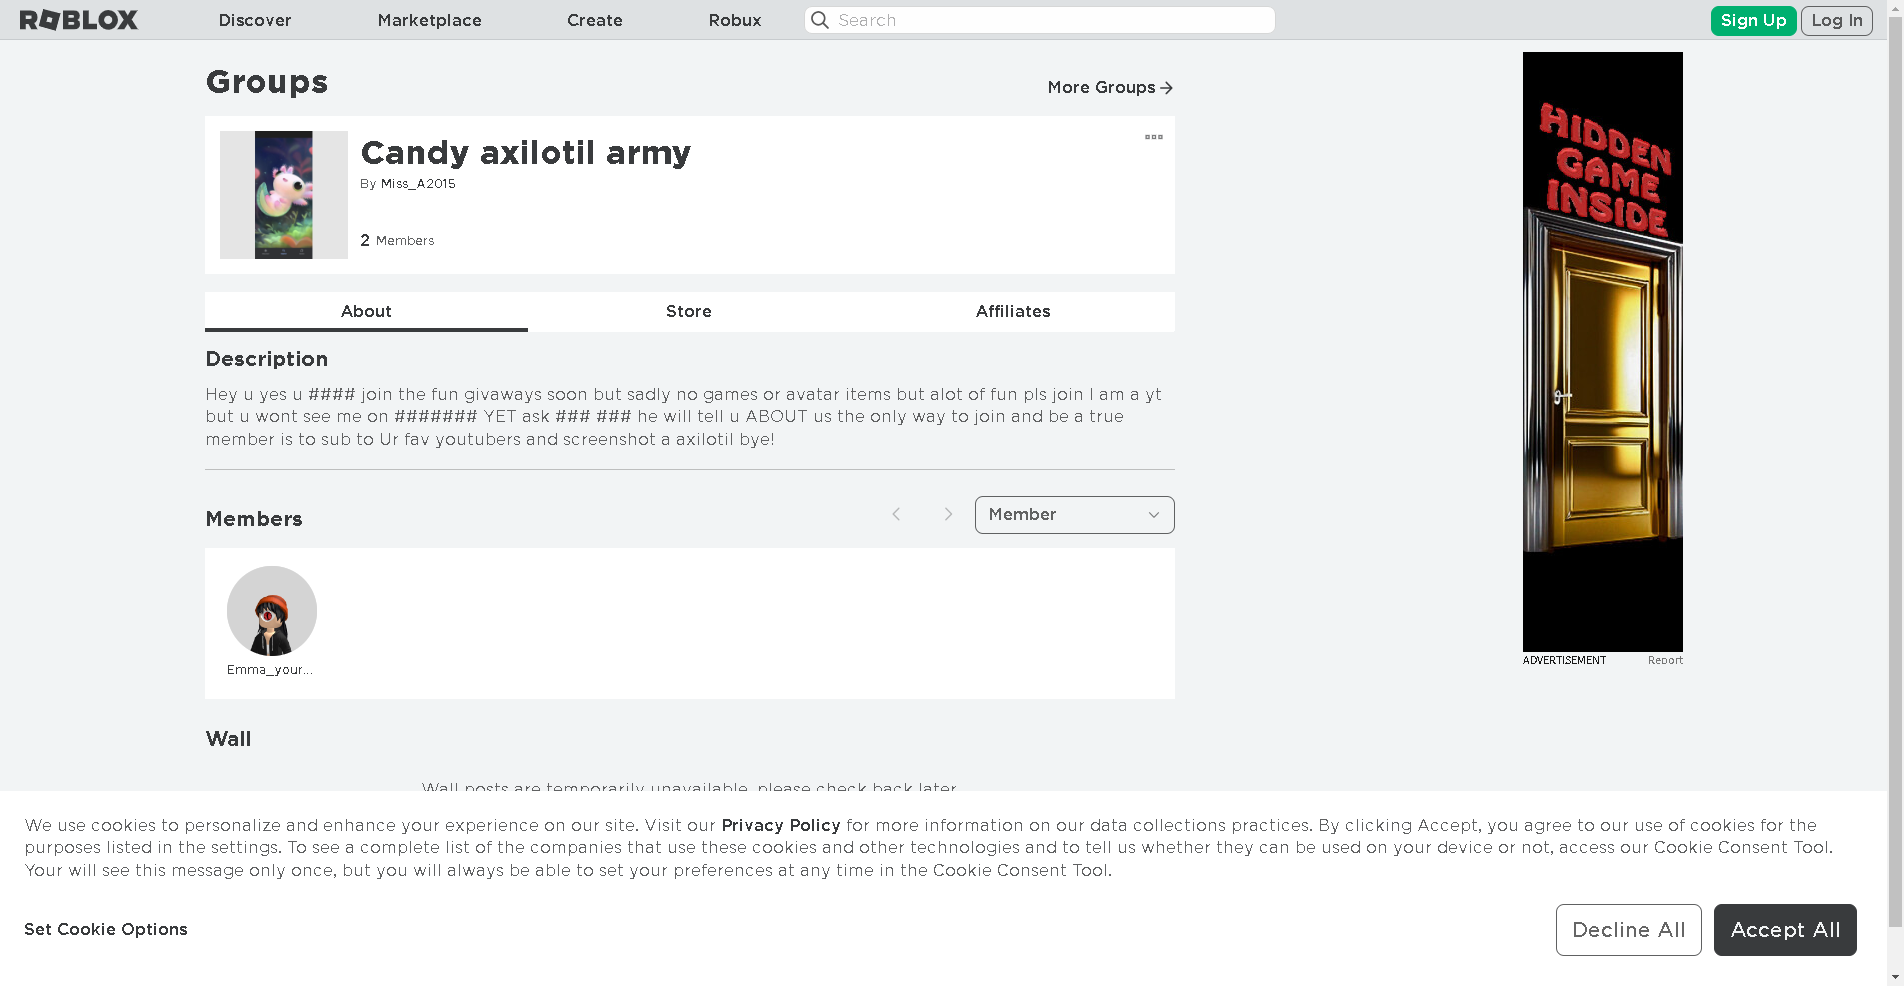 ROBLOX Discover Marketplace Create Robux Search Sign Up Log In
Groups
More Groups
Candy axilotil army
By Miss_A2015
2 Members
About Store Affiliates
Description
Hey u yes u #### join the fun givaways soon but sadly no games or avatar items but alot of fun pls join I am a yt
but u wont see me on ####### YET ask ### ### he will tell u ABOUT us the only way to join and be a true
member is to sub to Ur fav youtubers and screenshot a axilotil bye!
Members
Member
Emma_your...
Wall
Wall posts are temporarily unavailable, please check back later.
HIDDEN
GAME
INSIDE
ADVERTISEMENT Report
We use cookies to personalize and enhance your experience on our site. Visit our Privacy Policy for more information on our data collections practices. By clicking Accept, you agree to our use of cookies for the
purposes listed in the settings. To see a complete list of the companies that use these cookies and other technologies and to tell us whether they can be used on your device or not, access our Cookie Consent Tool.
Your will see this message only once, but you will always be able to set your preferences at any time in the Cookie Consent Tool.
Set Cookie Options
Decline All
Accept All